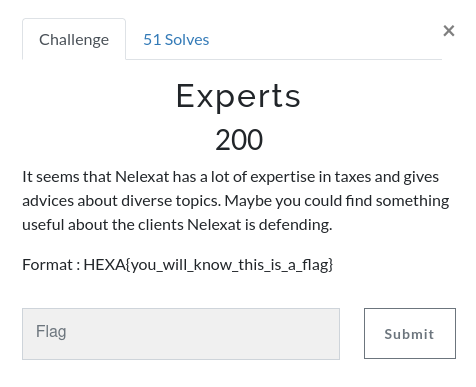 Challenge
51 Solves
×
Experts
200
It seems that Nelexat has a lot of expertise in taxes and gives
advices about diverse topics. Maybe you could find something
useful about the clients Nelexat is defending.
Format : HEXA{you_will_know_this_is_a_flag}
Flag
Submit